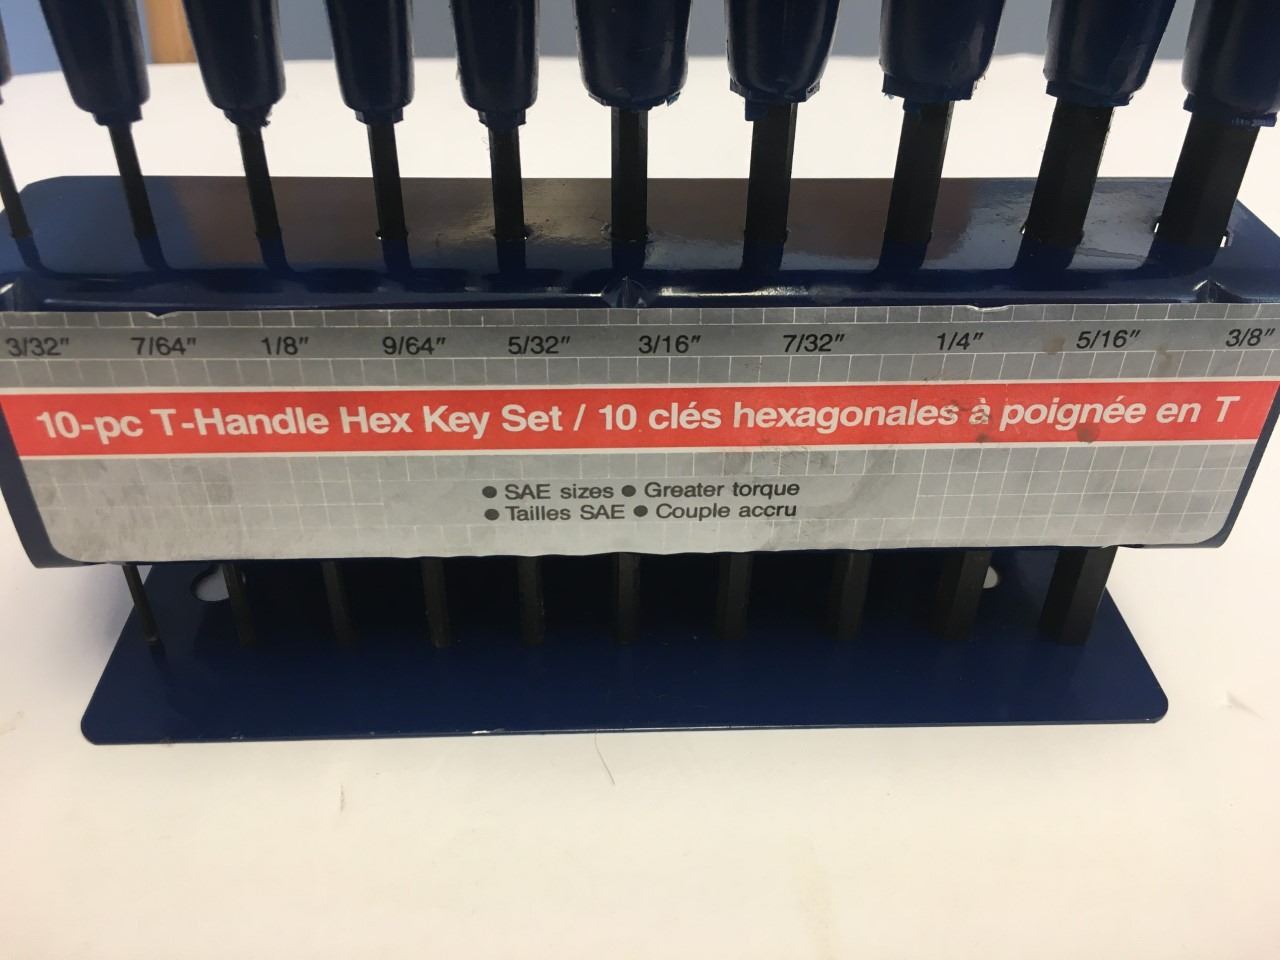 3/32" 7/64" 1/8" 9/64" 5/32" 3/16" 7/32" 1/4" 5/16" 3/8"
10-pc T-Handle Hex Key Set / 10 clés hexagonales à poignée en T
● SAE sizes ● Greater torque
● Tailles SAE ● Couple accru